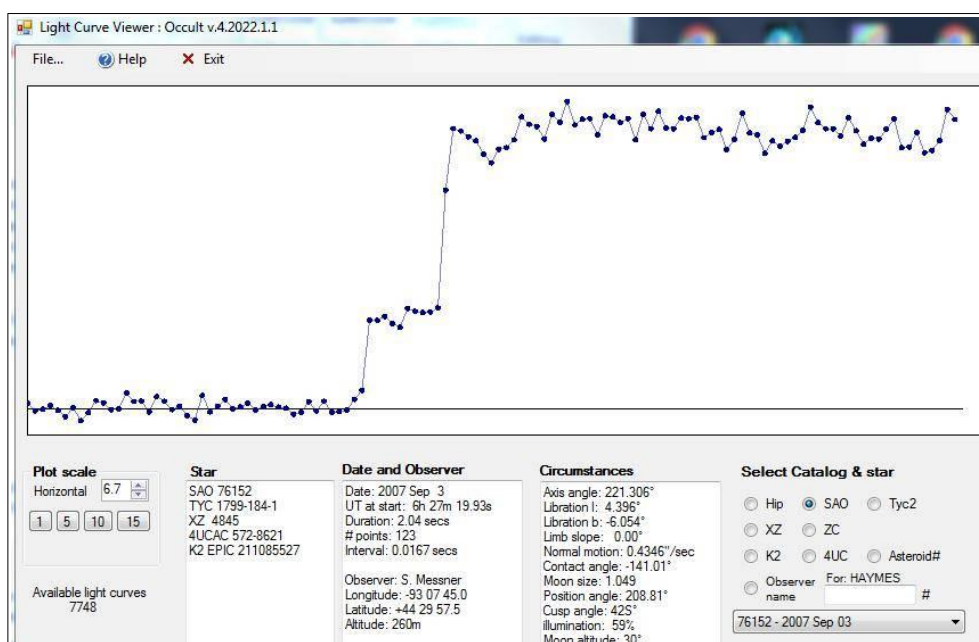 Light Curve Viewer : Occult v.4.2022.1.1
File... Help Exit
Plot scale
Horizontal 6.7
1 5 10 15
Available light curves
7748
Star
SAO 76152
TYC 1799-184-1
XZ 4845
4UCAC 572-8621
K2 EPIC 211085527
Date and Observer
Date: 2007 Sep 3
UT at start: 6h 27m 19.93s
Duration: 2.04 secs
# points: 123
Interval: 0.0167 secs
Observer: S. Messner
Longitude: -93 07 45.0
Latitude: +44 29 57.5
Altitude: 260m
Circumstances
Axis angle: 221.306°
Libration l: 4.396°
Libration b: -6.054°
Limb slope: 0.00°
Normal motion: 0.4346"/sec
Contact angle: -141.01°
Moon size: 1.049
Position angle: 208.81°
Cusp angle: 42S°
illumination: 59%
Moon altitude: 30°
Select Catalog & star
Hip SAO Tyc2
XZ ZC
K2 4UC Asteroid#
Observer name For: HAYMES #
76152 - 2007 Sep 03